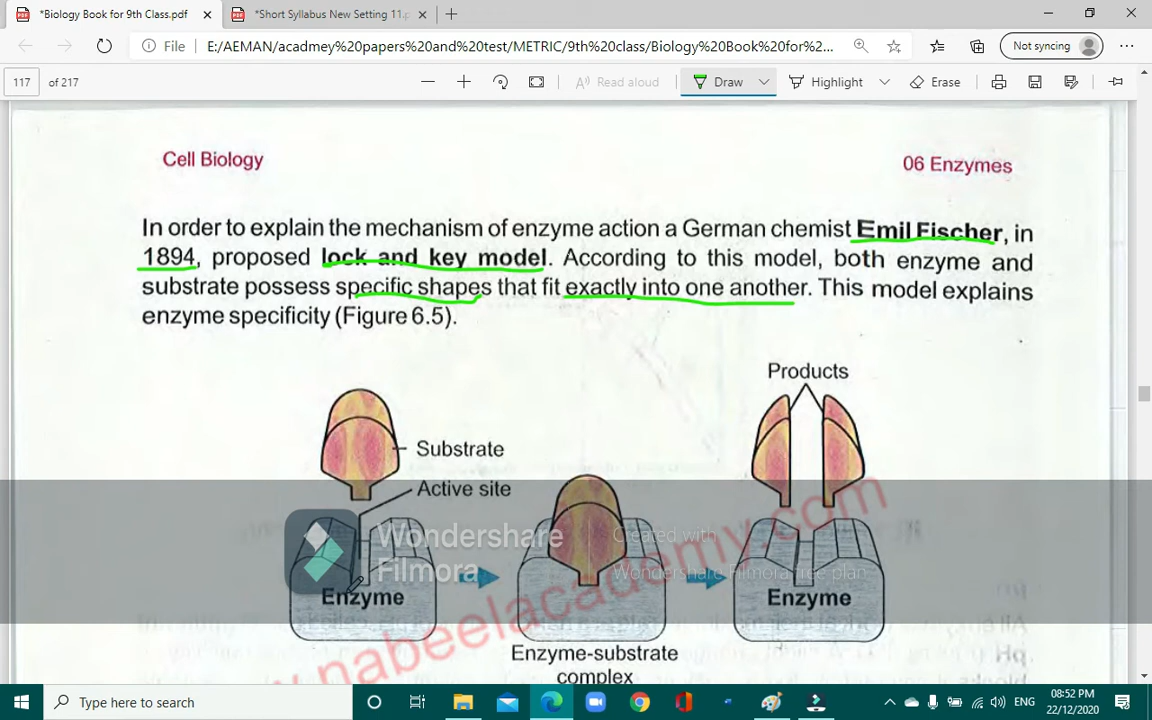 *Biology Book for 9th Class.pdf
*Short Syllabus New Setting 11.p
File E:/AEMAN/acadmey%20papers%20and%20test/METRIC/9th%20class/Biology%20Book%20for%2... Not syncing
117 of 217 Read aloud Draw Highlight Erase
Cell Biology 06 Enzymes
In order to explain the mechanism of enzyme action a German chemist Emil Fischer, in
1894, proposed lock and key model. According to this model, both enzyme and
substrate possess specific shapes that fit exactly into one another. This model explains
enzyme specificity (Figure 6.5).
Products
Substrate
Active site
Wondershare
Filmora
Created with
Wondershare Filmora free plan
Enzyme
Enzyme
Enzyme-substrate
complex
www.nabeelacademy.com
Type here to search
ENG
08:52 PM
22/12/2020